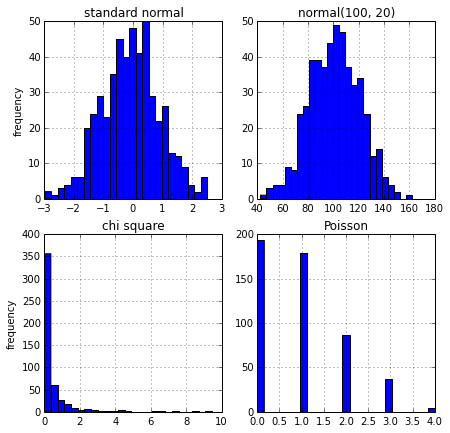 standard normal
normal(100, 20)
frequency
50
40
30
20
10
0
−3 −2 −1 0 1 2 3
50
40
30
20
10
0
40 60 80 100 120 140 160 180
chi square
Poisson
frequency
400
350
300
250
200
150
100
50
0
0 2 4 6 8 10
200
150
100
50
0
0.0 0.5 1.0 1.5 2.0 2.5 3.0 3.5 4.0